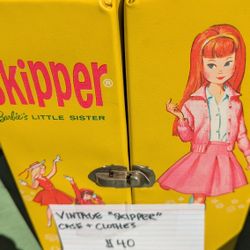 Skipper®
Barbie's LITTLE SISTER
VINTAGE "SKIPPER"
CASE + CLOTHES
$40